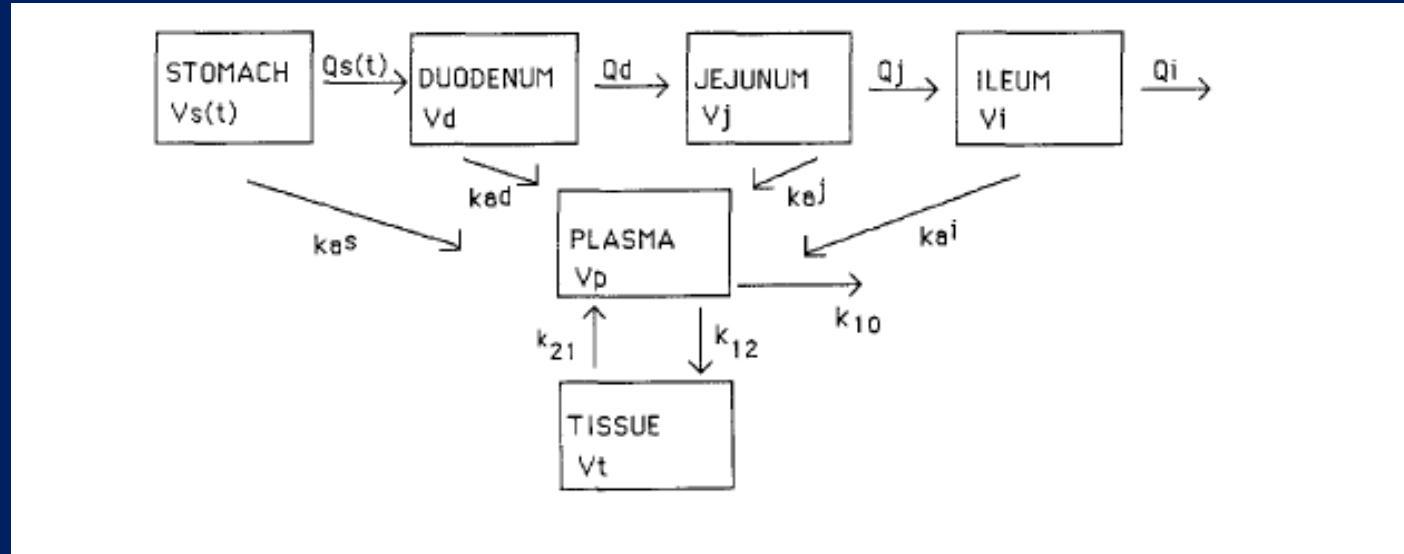 STOMACH
Vs(t)
Qs(t)
DUODENUM
Vd
Qd
JEJUNUM
Vj
Qj
ILEUM
Vi
Qi
kaˢ
kaᵈ
kaʲ
kaⁱ
PLASMA
Vp
k₁₀
k₂₁
k₁₂
TISSUE
Vt